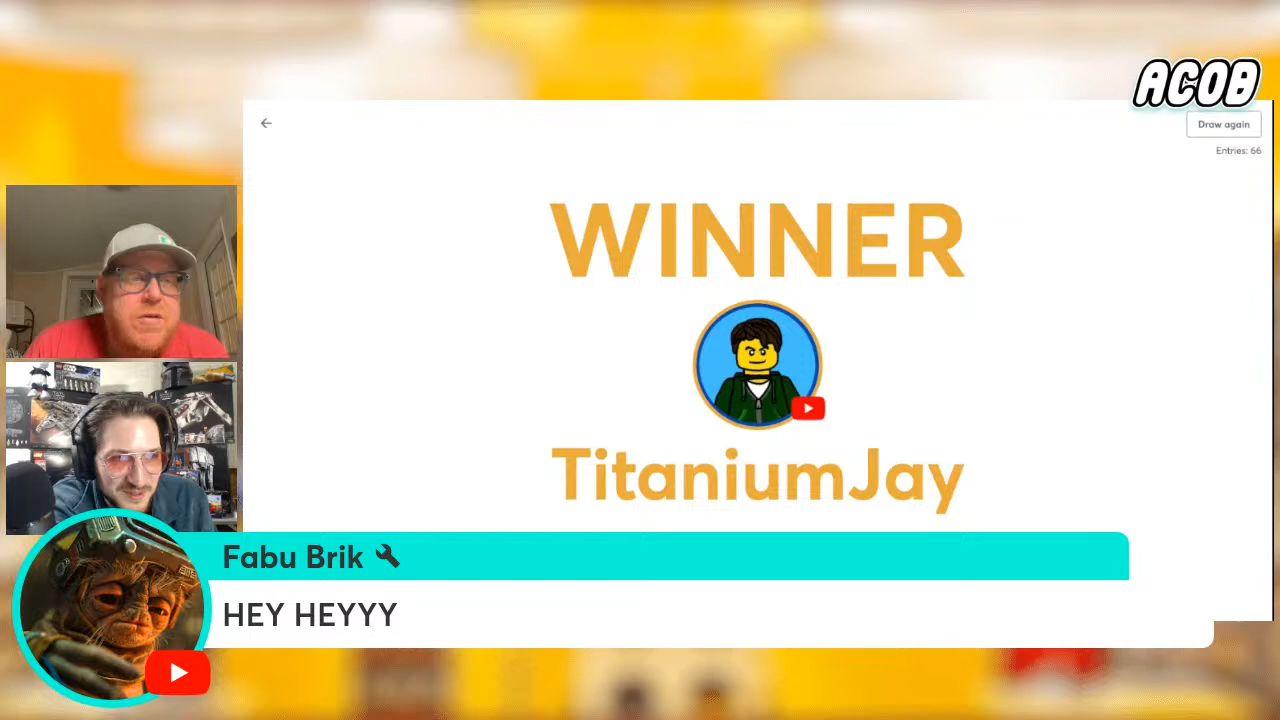 ACOB
Draw again
Entries: 66
WINNER
TitaniumJay
Fabu Brik
HEY HEYYY